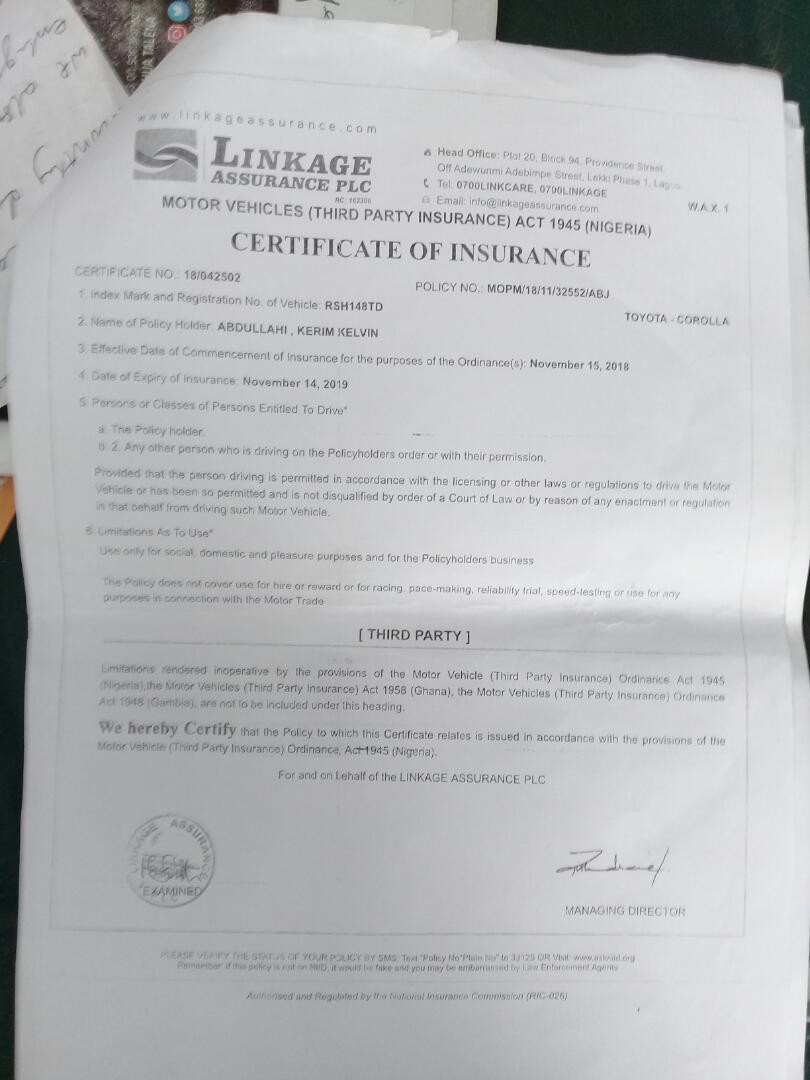 www.linkageassurance.com
LINKAGE
ASSURANCE PLC
RC: 162306
Head Office: Plot 20, Block 94, Providence Street,
Off Adewunmi Adebimpe Street, Lekki Phase 1, Lagos
Tel: 0700LINKCARE, 0700LINKAGE
Email: info@linkageassurance.com
W.A.X. 1
MOTOR VEHICLES (THIRD PARTY INSURANCE) ACT 1945 (NIGERIA)
CERTIFICATE OF INSURANCE
CERTIFICATE NO.: 18/042502
POLICY NO.: MOPM/18/11/32552/ABJ
1. Index Mark and Registration No. of Vehicle: RSH148TD
TOYOTA - COROLLA
2. Name of Policy Holder: ABDULLAHI , KERIM KELVIN
3. Effective Date of Commencement of Insurance for the purposes of the Ordinance(s): November 15, 2018
4. Date of Expiry of Insurance: November 14, 2019
5. Persons or Classes of Persons Entitled To Drive*
a. The Policy holder.
b. 2. Any other person who is driving on the Policyholders order or with their permission.
Provided that the person driving is permitted in accordance with the licensing or other laws or regulations to drive the Motor
Vehicle or has been so permitted and is not disqualified by order of a Court of Law or by reason of any enactment or regulation
in that behalf from driving such Motor Vehicle.
6. Limitations As To Use*
Use only for social, domestic and pleasure purposes and for the Policyholders business
The Policy does not cover use for hire or reward or for racing, pace-making, reliability trial, speed-testing or use for any
purposes in connection with the Motor Trade
[ THIRD PARTY ]
Limitations rendered inoperative by the provisions of the Motor Vehicle (Third Party Insurance) Ordinance Act 1945
(Nigeria),the Motor Vehicles (Third Party Insurance) Act 1958 (Ghana), the Motor Vehicles (Third Party Insurance) Ordinance
Act 1948 (Gambia), are not to be included under this heading.
We hereby Certify that the Policy to which this Certificate relates is issued in accordance with the provisions of the
Motor Vehicle (Third Party Insurance) Ordinance, Act 1945 (Nigeria).
For and on behalf of the LINKAGE ASSURANCE PLC
LINKAGE ASSURANCE
EXAMINED
MANAGING DIRECTOR
PLEASE VERIFY THE STATUS OF YOUR POLICY BY SMS: Text "Policy No*Plate No" to 33125 OR Visit: www.askniid.org
Remember, if this policy is not on NIID, it would be fake and you may be embarrassed by Law Enforcement Agents
Authorised and Regulated by the National Insurance Commission (RIC-026)